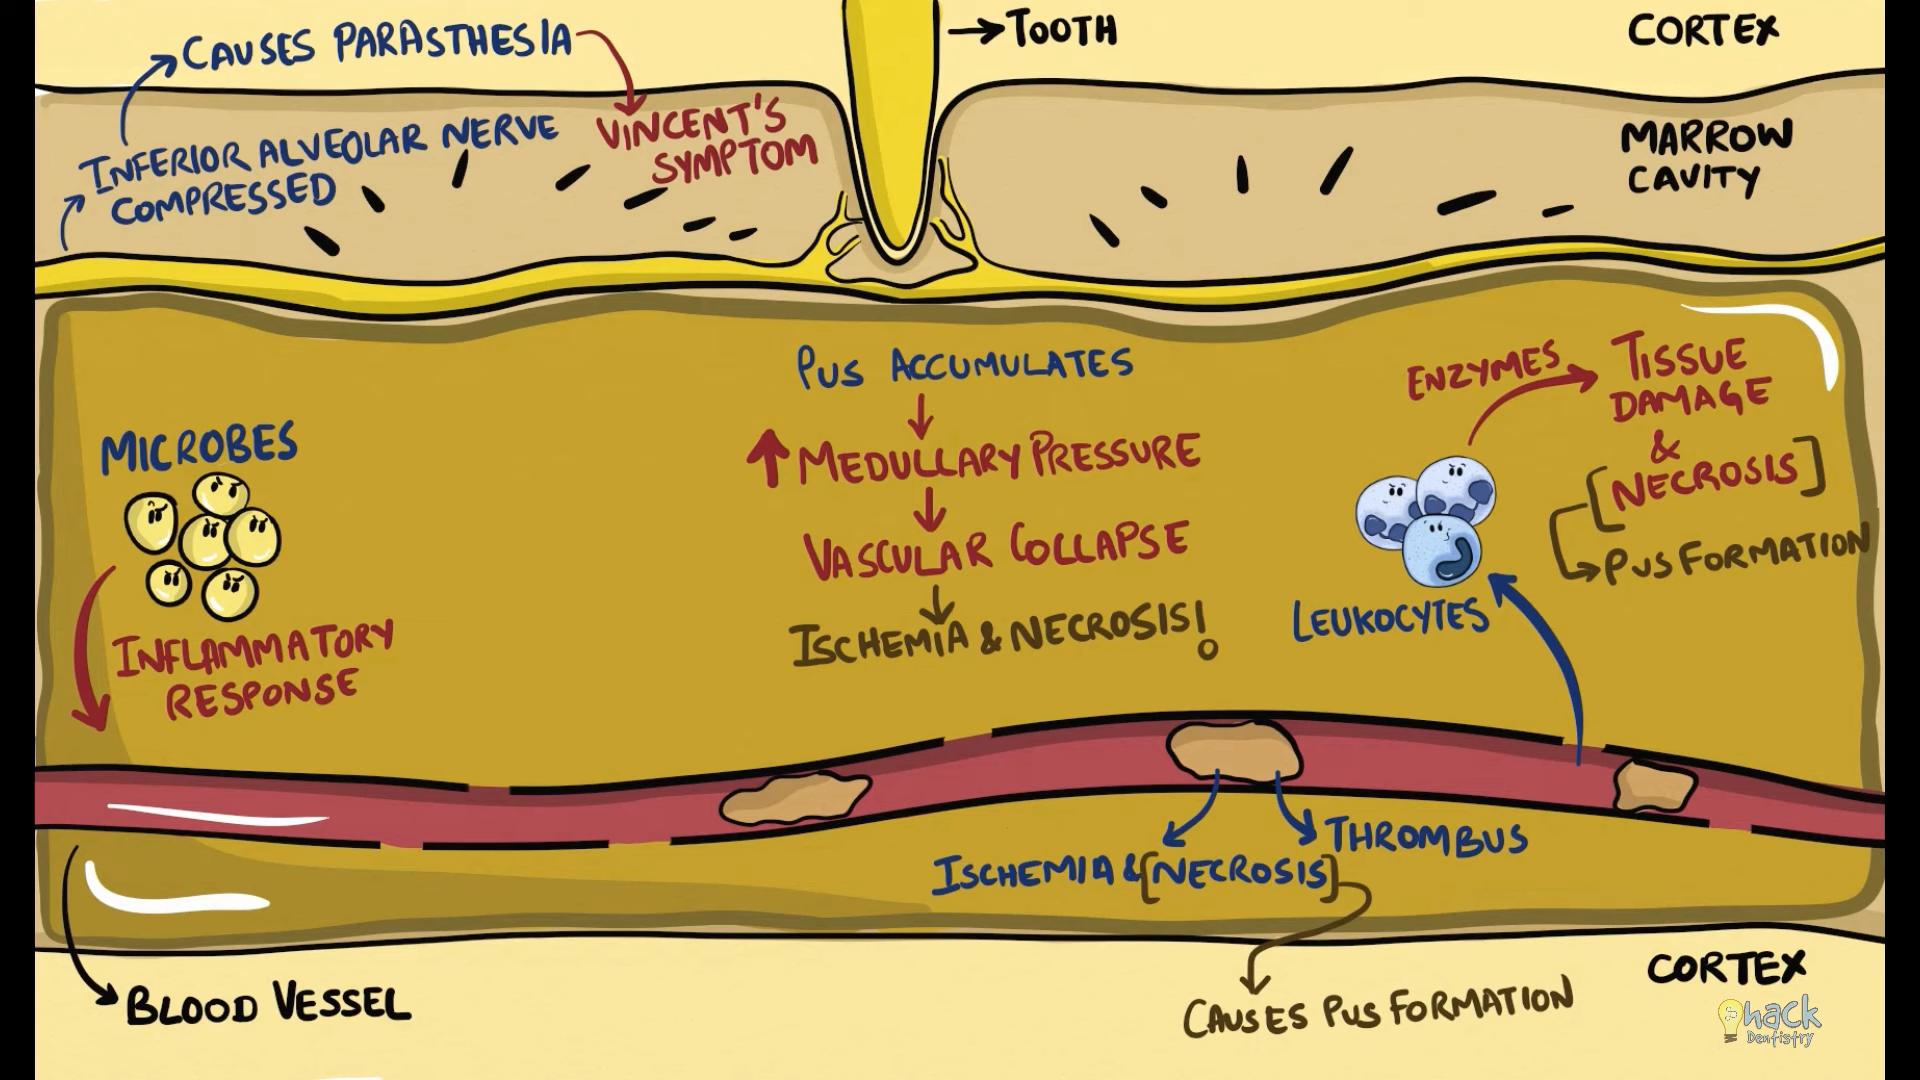 CAUSES PARASTHESIA
TOOTH
CORTEX
INFERIOR ALVEOLAR NERVE
COMPRESSED
VINCENT'S
SYMPTOM
MARROW
CAVITY
PUS ACCUMULATES
MEDULLARY PRESSURE
VASCULAR COLLAPSE
ISCHEMIA & NECROSIS!
ENZYMES
TISSUE
DAMAGE
&
[NECROSIS]
PUS FORMATION
MICROBES
INFLAMMATORY
RESPONSE
LEUKOCYTES
THROMBUS
ISCHEMIA & [NECROSIS]
CAUSES PUS FORMATION
BLOOD VESSEL
CORTEX
hack
Dentistry